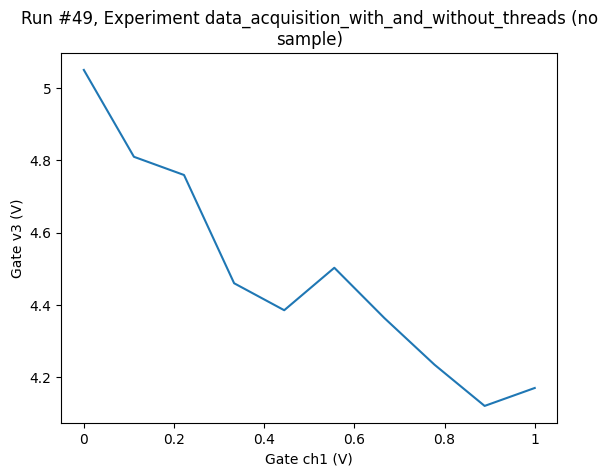 Run #49, Experiment data_acquisition_with_and_without_threads (no
sample)
5
4.8
4.6
4.4
4.2
Gate v3 (V)
0
0.2
0.4
0.6
0.8
1
Gate ch1 (V)